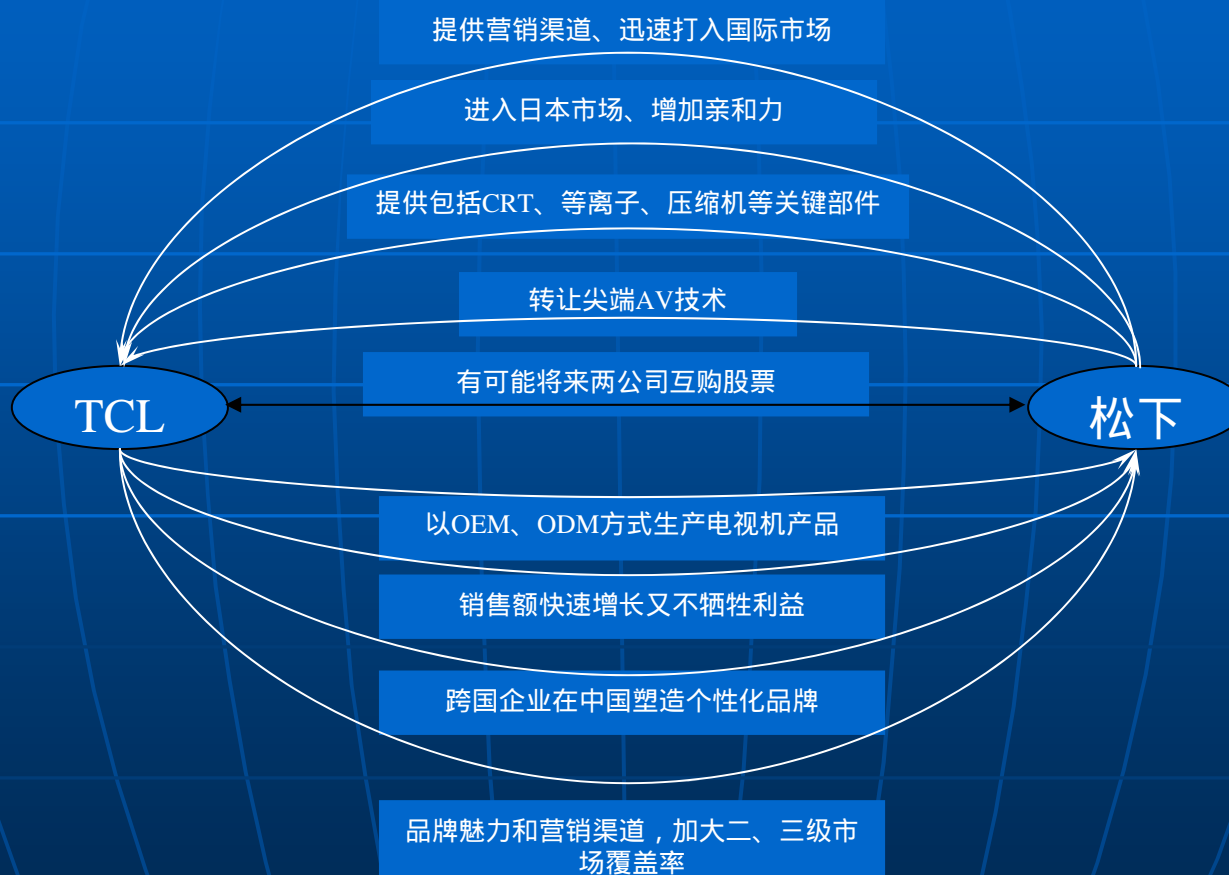 提供营销渠道、迅速打入国际市场
进入日本市场、增加亲和力
提供包括CRT、等离子、压缩机等关键部件
转让尖端AV技术
有可能将来两公司互购股票
TCL
松下
以OEM、ODM方式生产电视机产品
销售额快速增长又不牺牲利益
跨国企业在中国塑造个性化品牌
品牌魅力和营销渠道，加大二、三级市
场覆盖率